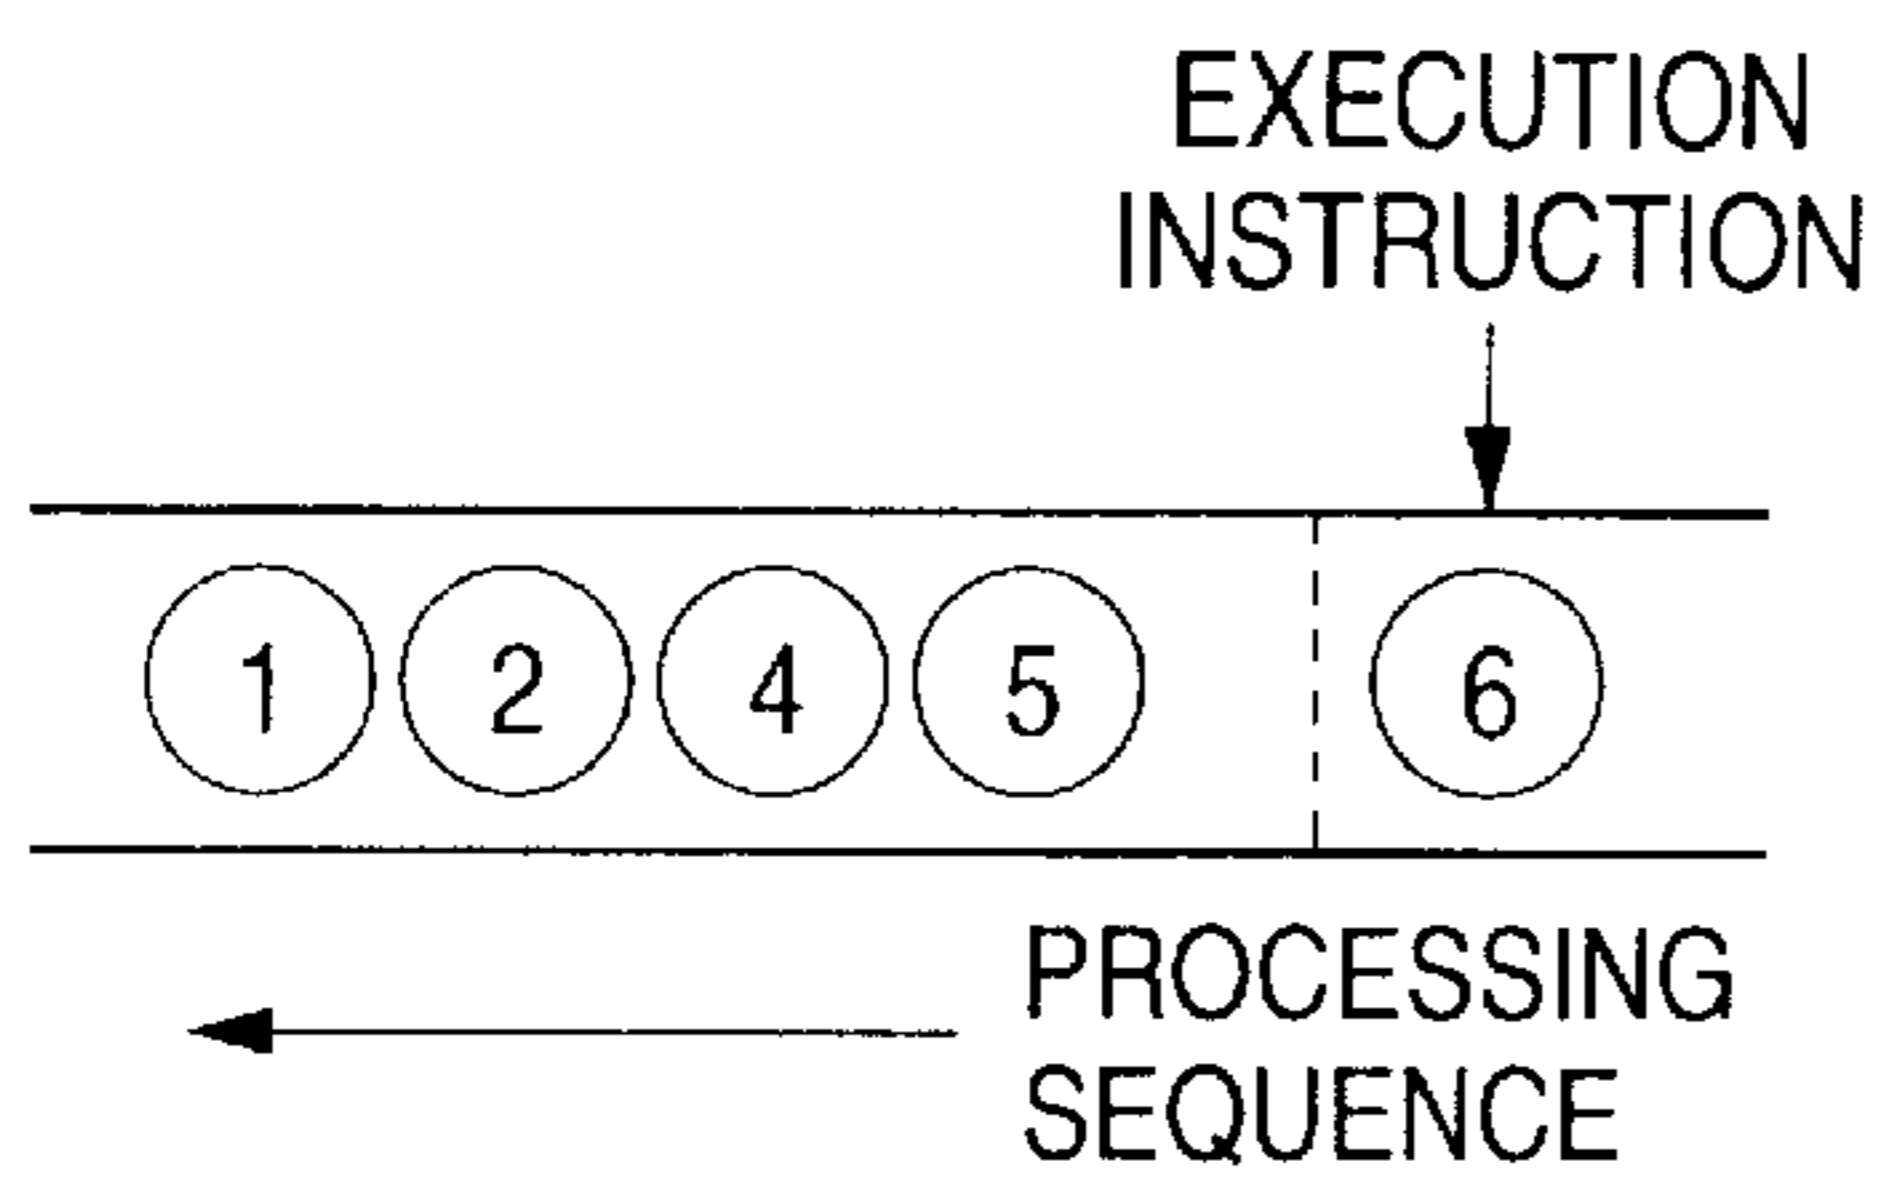 EXECUTION
INSTRUCTION
1 2 4 5 6
PROCESSING
SEQUENCE